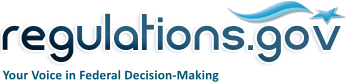 regulations.gov
Your Voice in Federal Decision-Making